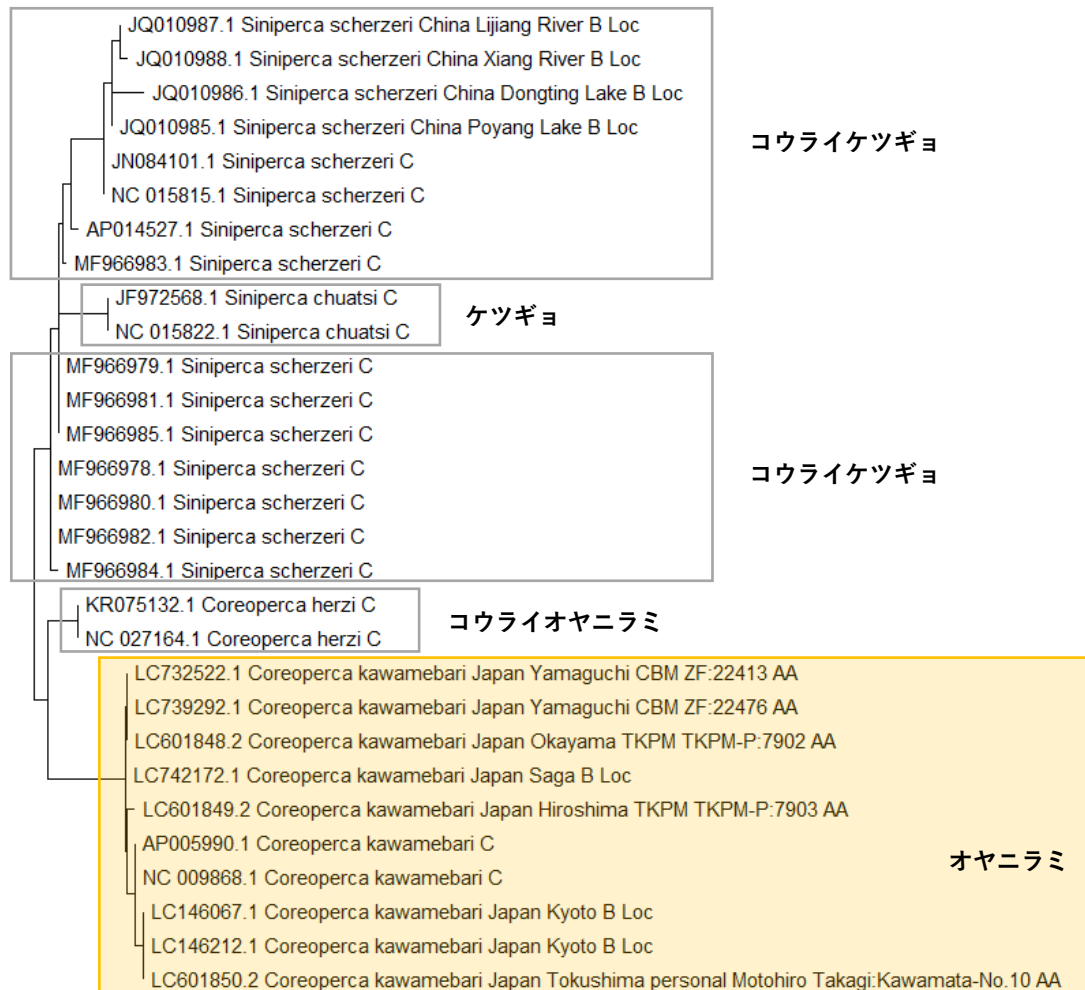 JQ010987.1 Siniperca scherzeri China Lijiang River B Loc
JQ010988.1 Siniperca scherzeri China Xiang River B Loc
JQ010986.1 Siniperca scherzeri China Dongting Lake B Loc
JQ010985.1 Siniperca scherzeri China Poyang Lake B Loc
コウライケツギョ
JN084101.1 Siniperca scherzeri C
NC 015815.1 Siniperca scherzeri C
AP014527.1 Siniperca scherzeri C
MF966983.1 Siniperca scherzeri C
JF972568.1 Siniperca chuatsi C
ケツギョ
NC 015822.1 Siniperca chuatsi C
MF966979.1 Siniperca scherzeri C
MF966981.1 Siniperca scherzeri C
MF966985.1 Siniperca scherzeri C
MF966978.1 Siniperca scherzeri C
コウライケツギョ
MF966980.1 Siniperca scherzeri C
MF966982.1 Siniperca scherzeri C
MF966984.1 Siniperca scherzeri C
KR075132.1 Coreoperca herzi C
コウライオヤニラミ
NC 027164.1 Coreoperca herzi C
LC732522.1 Coreoperca kawamebari Japan Yamaguchi CBM ZF:22413 AA
LC739292.1 Coreoperca kawamebari Japan Yamaguchi CBM ZF:22476 AA
LC601848.2 Coreoperca kawamebari Japan Okayama TKPM TKPM-P:7902 AA
LC742172.1 Coreoperca kawamebari Japan Saga B Loc
LC601849.2 Coreoperca kawamebari Japan Hiroshima TKPM TKPM-P:7903 AA
AP005990.1 Coreoperca kawamebari C
オヤニラミ
NC 009868.1 Coreoperca kawamebari C
LC146067.1 Coreoperca kawamebari Japan Kyoto B Loc
LC146212.1 Coreoperca kawamebari Japan Kyoto B Loc
LC601850.2 Coreoperca kawamebari Japan Tokushima personal Motohiro Takagi:Kawamata-No.10 AA